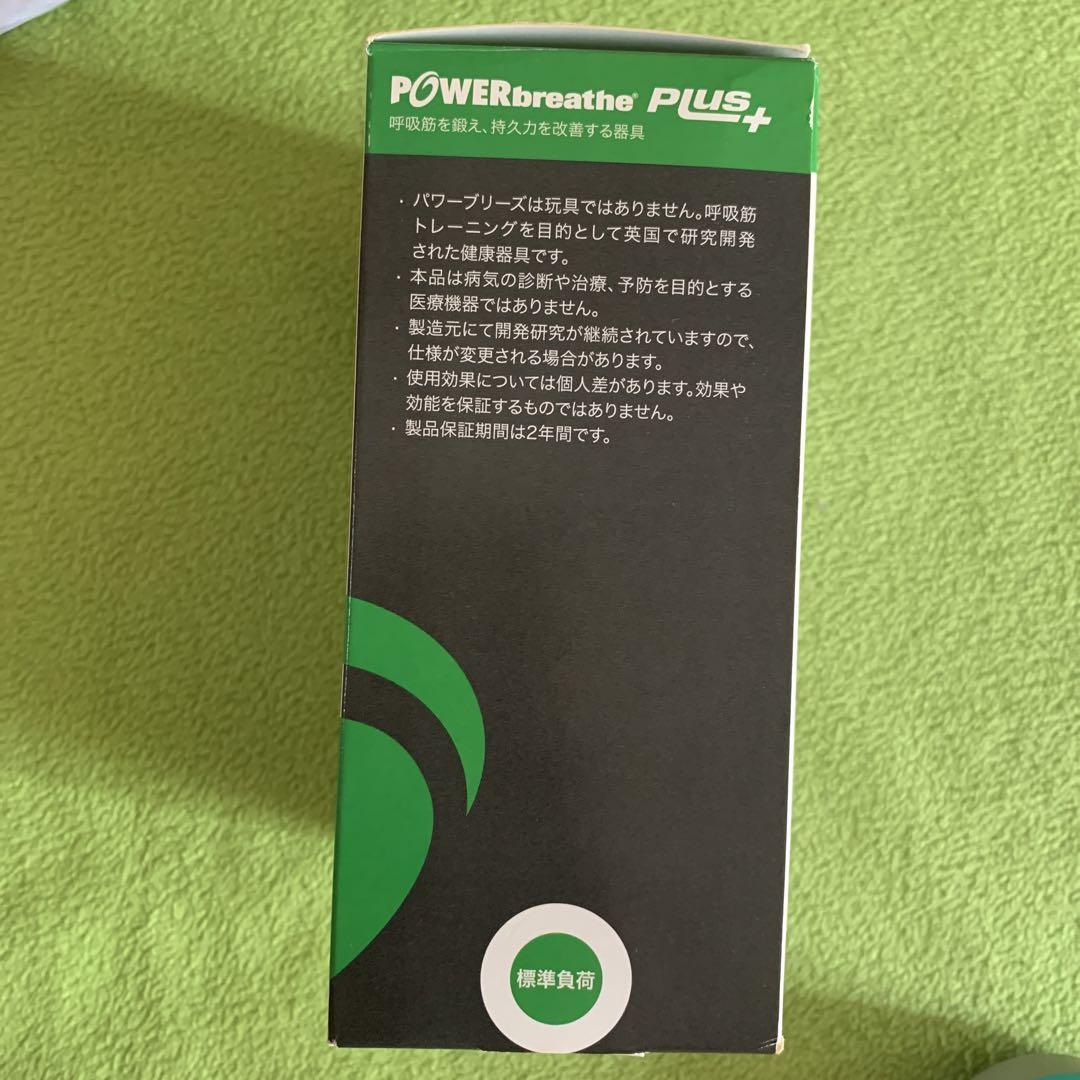 POWERbreathe® PLUS+
呼吸筋を鍛え、持久力を改善する器具
・パワーブリーズは玩具ではありません。呼吸筋
トレーニングを目的として英国で研究開発
された健康器具です。
・本品は病気の診断や治療、予防を目的とする
医療機器ではありません。
・製造元にて開発研究が継続されていますので、
仕様が変更される場合があります。
・使用効果については個人差があります。効果や
効能を保証するものではありません。
・製品保証期間は2年間です。
標準負荷